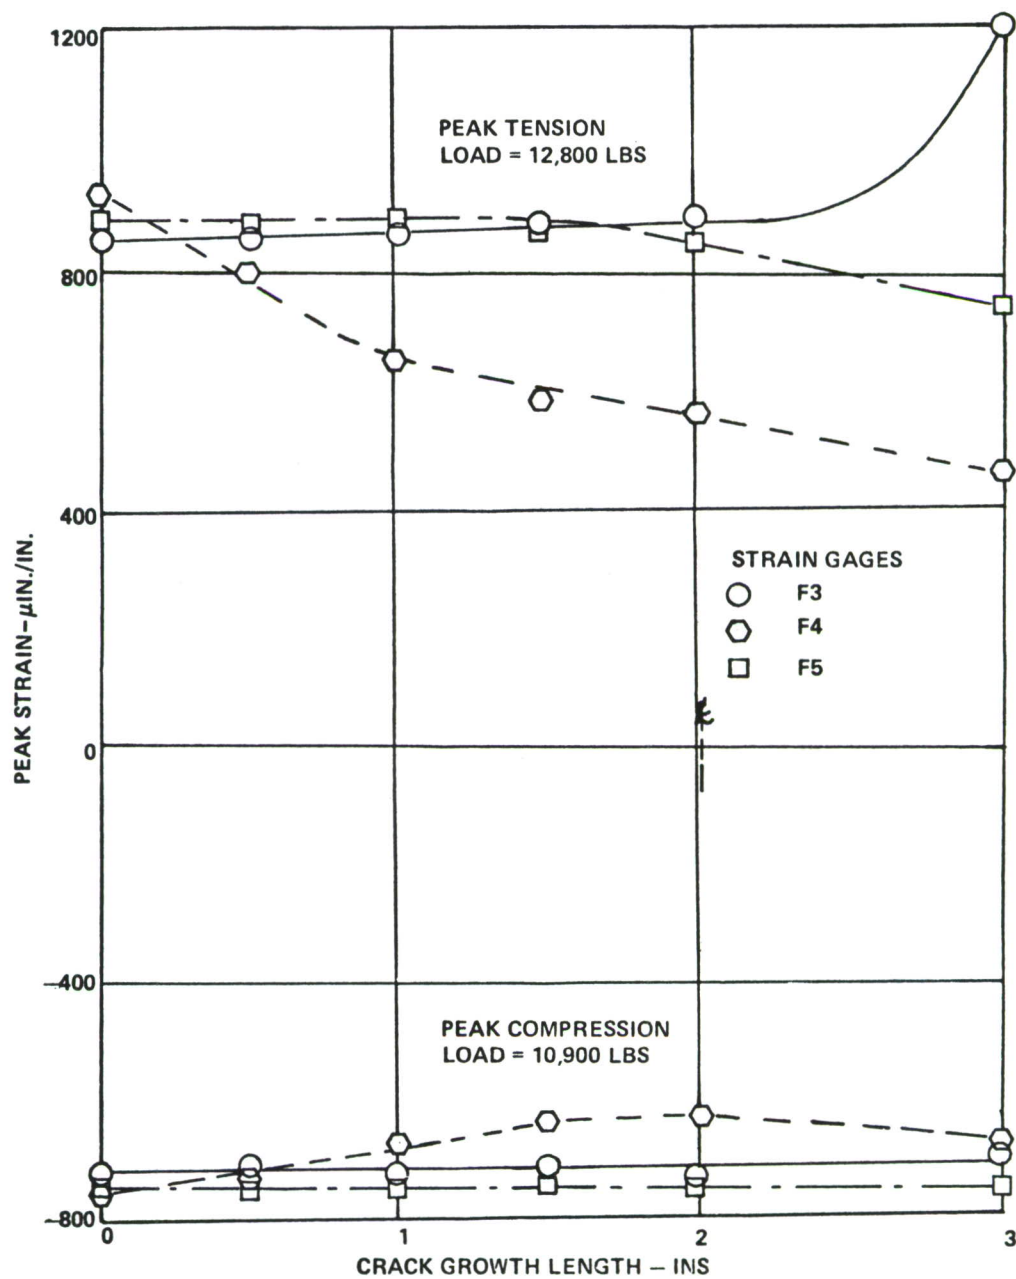 1200
PEAK TENSION
LOAD = 12,800 LBS
800
400
STRAIN GAGES
F3
F4
F5
PEAK STRAIN–μIN./IN.
0
–400
PEAK COMPRESSION
LOAD = 10,900 LBS
–800
0 1 2 3
CRACK GROWTH LENGTH – INS